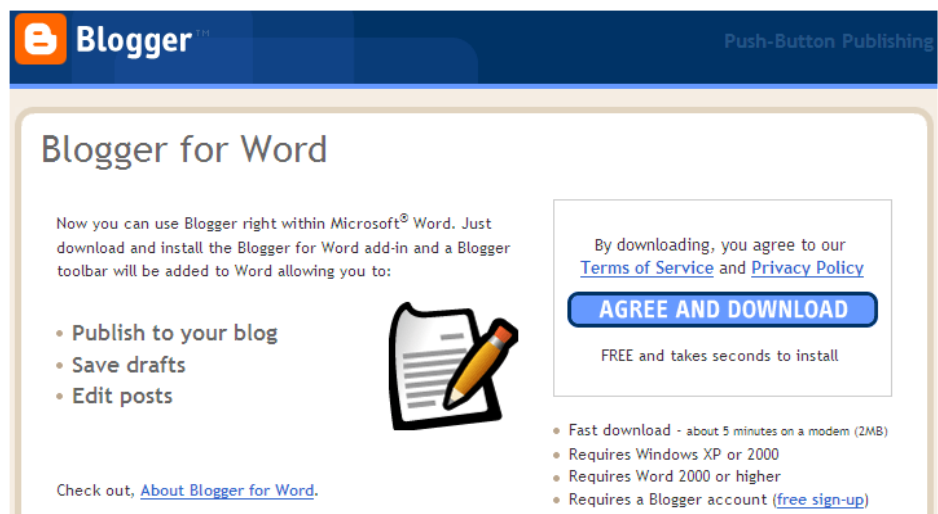 Blogger™
Push-Button Publishing
Blogger for Word
Now you can use Blogger right within Microsoft® Word. Just
download and install the Blogger for Word add-in and a Blogger
toolbar will be added to Word allowing you to:
• Publish to your blog
• Save drafts
• Edit posts
Check out, About Blogger for Word.
By downloading, you agree to our
Terms of Service and Privacy Policy
AGREE AND DOWNLOAD
FREE and takes seconds to install
• Fast download - about 5 minutes on a modem (2MB)
• Requires Windows XP or 2000
• Requires Word 2000 or higher
• Requires a Blogger account (free sign-up)